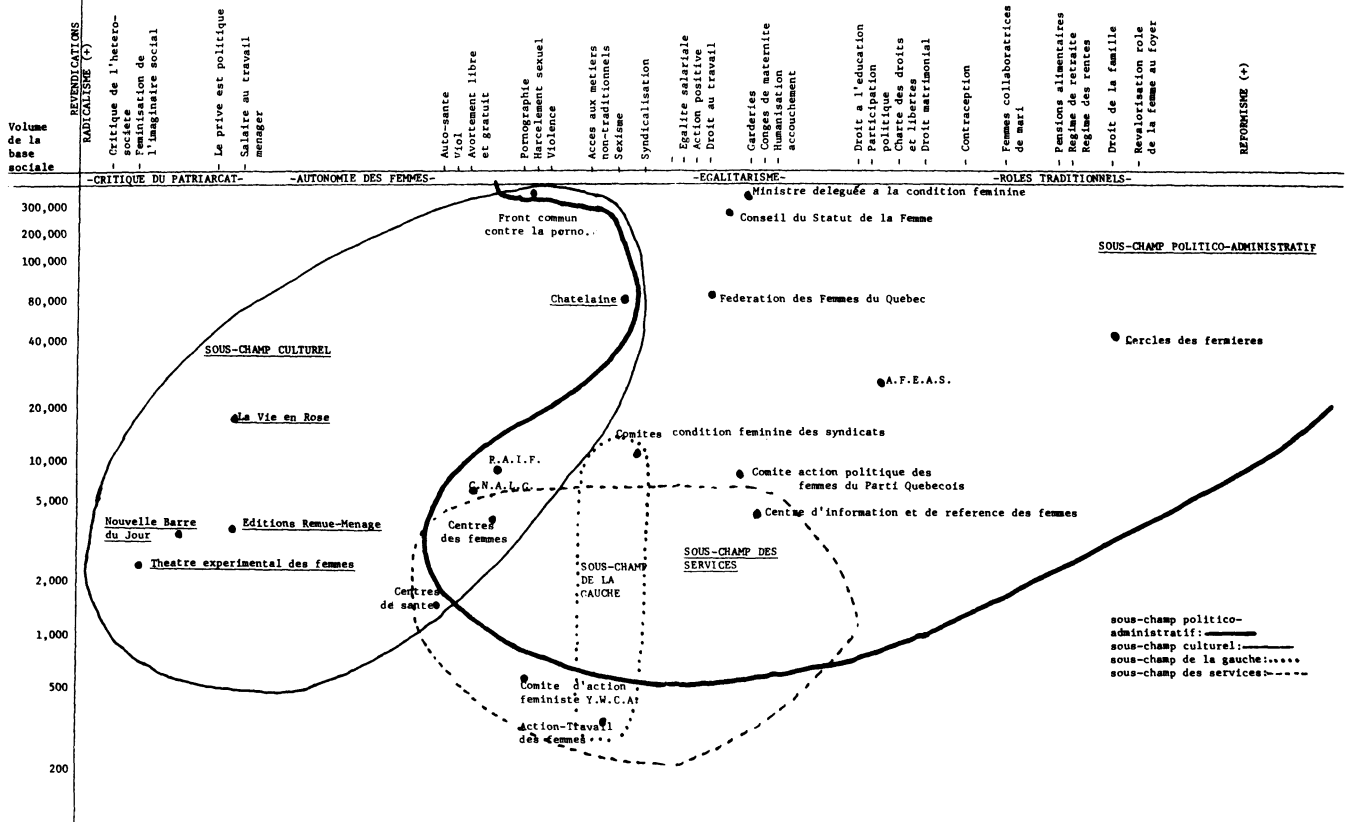 REVENDICATIONS
RADICALISME (+)
- Critique de l'hetero-
societe
- Feminisation de
l'imaginaire social
- Le prive est politique
- Salaire au travail
menager
- Auto-sante
- Viol
- Avortement libre
et gratuit
- Pornographie
- Harcelement sexuel
- Violence
- Acces aux metiers
non-traditionnels
- Sexisme
- Syndicalisation
- Egalite salariale
- Action positive
- Droit au travail
- Garderies
- Conges de maternite
- Humanisation
accouchement
- Droit a l'education
- Participation
politique
- Charte des droits
et libertes
- Droit matrimonial
- Contraception
- Femmes collaboratrices
de mari
- Pensions alimentaires
- Regime de retraite
- Regime des rentes
- Droit de la famille
- Revalorisation role
de la femme au foyer
REFORMISME (+)
Volume
de la
base
sociale
-CRITIQUE DU PATRIARCAT- -AUTONOMIE DES FEMMES- -EGALITARISME- -ROLES TRADITIONNELS-
300,000
200,000
100,000
80,000
40,000
20,000
10,000
5,000
2,000
1,000
500
200
Ministre deleguée a la condition feminine
Front commun
contre la porno..
Conseil du Statut de la Femme
SOUS-CHAMP POLITICO-ADMINISTRATIF
Chatelaine
Federation des Femmes du Quebec
Cercles des fermieres
SOUS-CHAMP CULTUREL
A.F.E.A.S.
La Vie en Rose
Comites condition feminine des syndicats
R.A.I.F.
Comite action politique des
femmes du Parti Quebecois
C.N.A.L.G.
Nouvelle Barre
du Jour
Editions Remue-Menage
Centres
des femmes
Centre d'information et de reference des femmes
Theatre experimental des femmes
SOUS-CHAMP
DE LA
GAUCHE
SOUS-CHAMP DES
SERVICES
Centres
de sante
Comite d'action
feministe Y.W.C.A.
Action-Travail
des femmes
sous-champ politico-
administratif:
sous-champ culturel:
sous-champ de la gauche:
sous-champ des services: